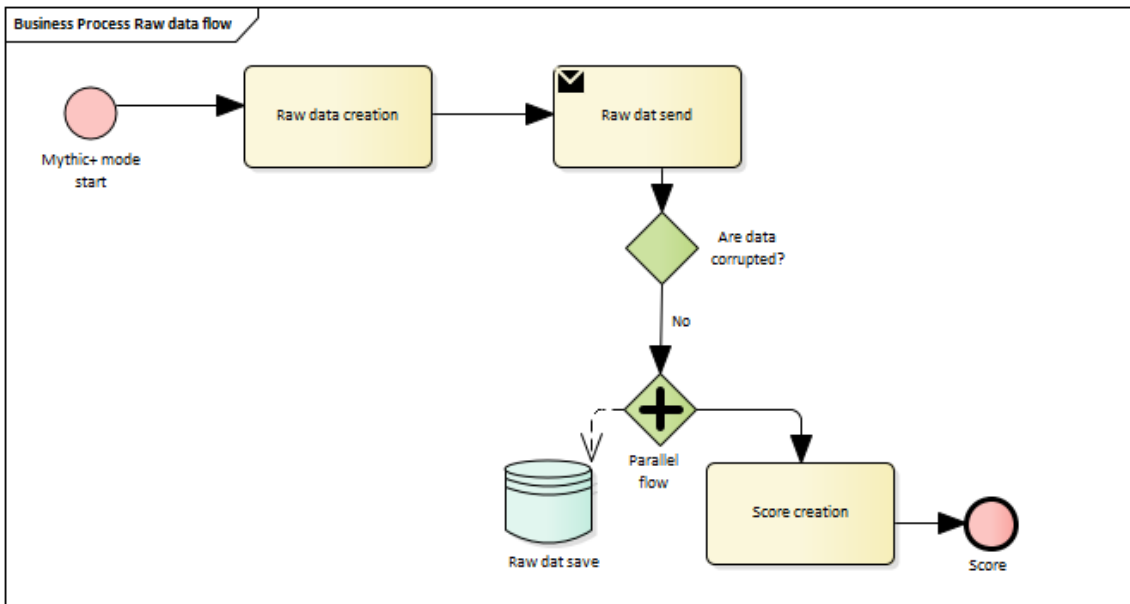 Business Process Raw data flow
Mythic+ mode
start
Raw data creation
Raw dat send
Are data
corrupted?
No
Parallel
flow
Raw dat save
Score creation
Score